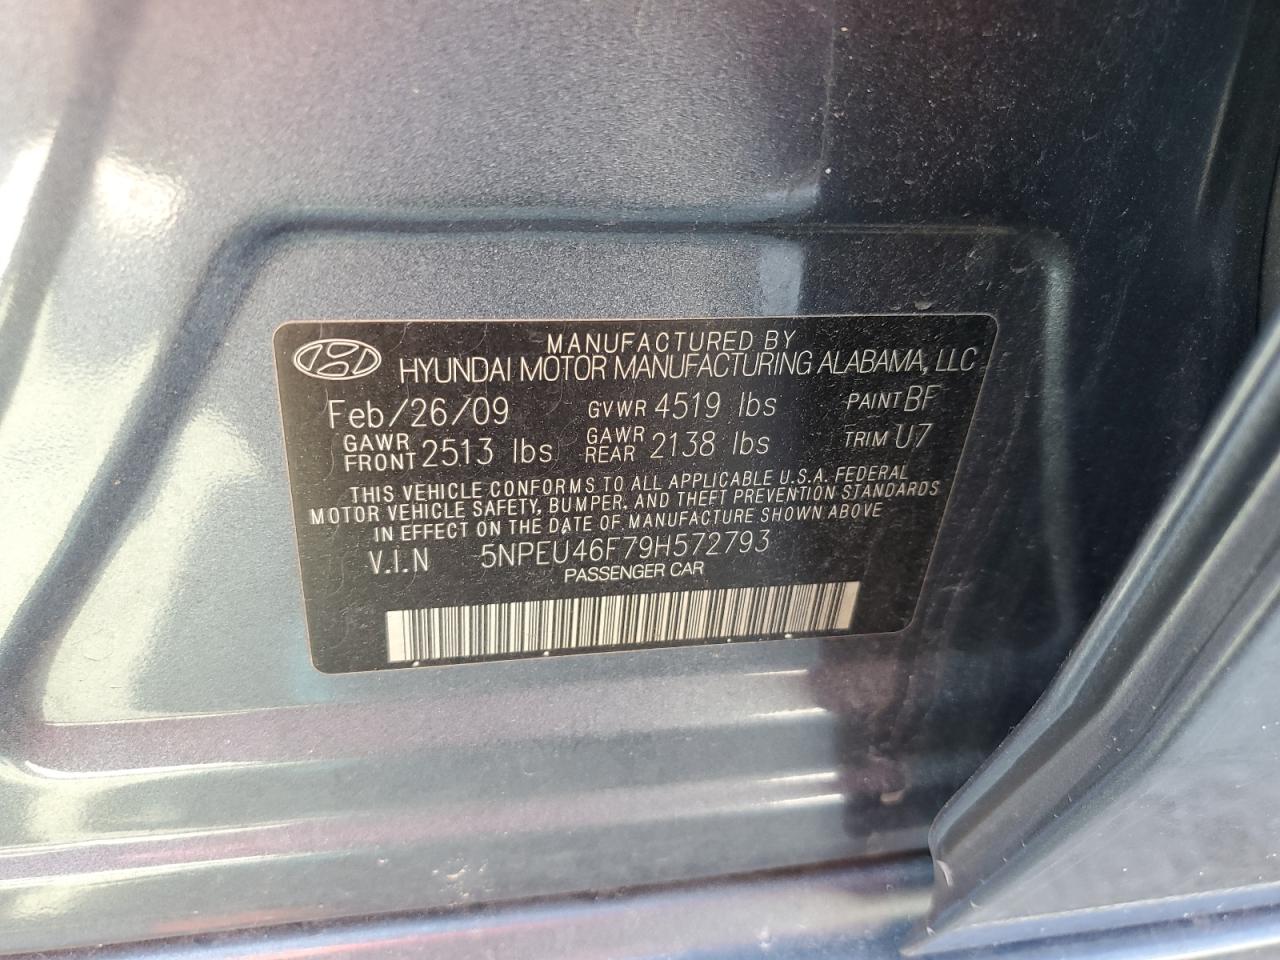 MANUFACTURED BY
HYUNDAI MOTOR MANUFACTURING ALABAMA, LLC
Feb/26/09 GVWR 4519 lbs PAINT BF
GAWR FRONT 2513 lbs GAWR REAR 2138 lbs TRIM U7
THIS VEHICLE CONFORMS TO ALL APPLICABLE U.S.A. FEDERAL
MOTOR VEHICLE SAFETY, BUMPER, AND THEFT PREVENTION STANDARDS
IN EFFECT ON THE DATE OF MANUFACTURE SHOWN ABOVE
V.I.N 5NPEU46F79H572793
PASSENGER CAR